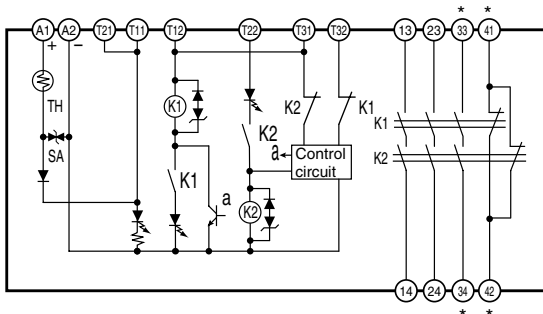 * *
A1 A2 T21 T11 T12 T22 T31 T32 13 23 33 41
+ −
K1
K2 K1
TH
K2
K1
a Control
circuit
SA
K2
K1
a
K2
14 24 34 42
* *